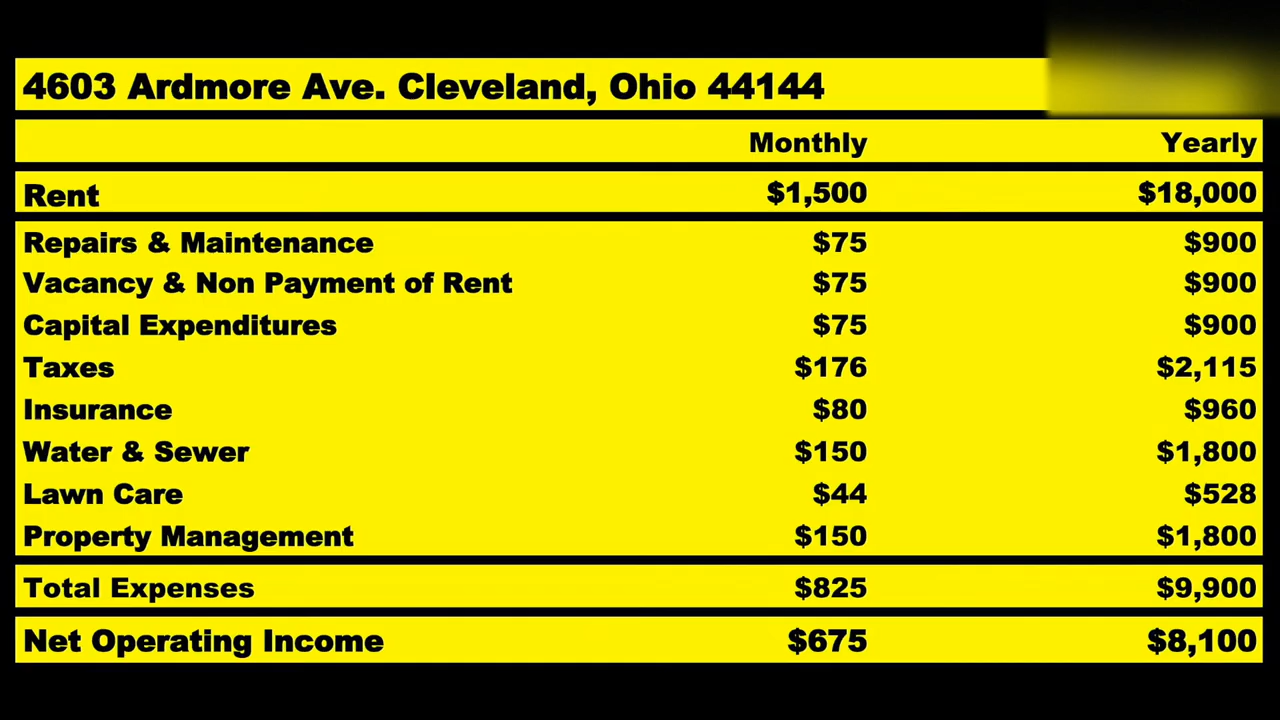 4603 Ardmore Ave. Cleveland, Ohio 44144
Monthly Yearly
Rent $1,500 $18,000
Repairs & Maintenance $75 $900
Vacancy & Non Payment of Rent $75 $900
Capital Expenditures $75 $900
Taxes $176 $2,115
Insurance $80 $960
Water & Sewer $150 $1,800
Lawn Care $44 $528
Property Management $150 $1,800
Total Expenses $825 $9,900
Net Operating Income $675 $8,100